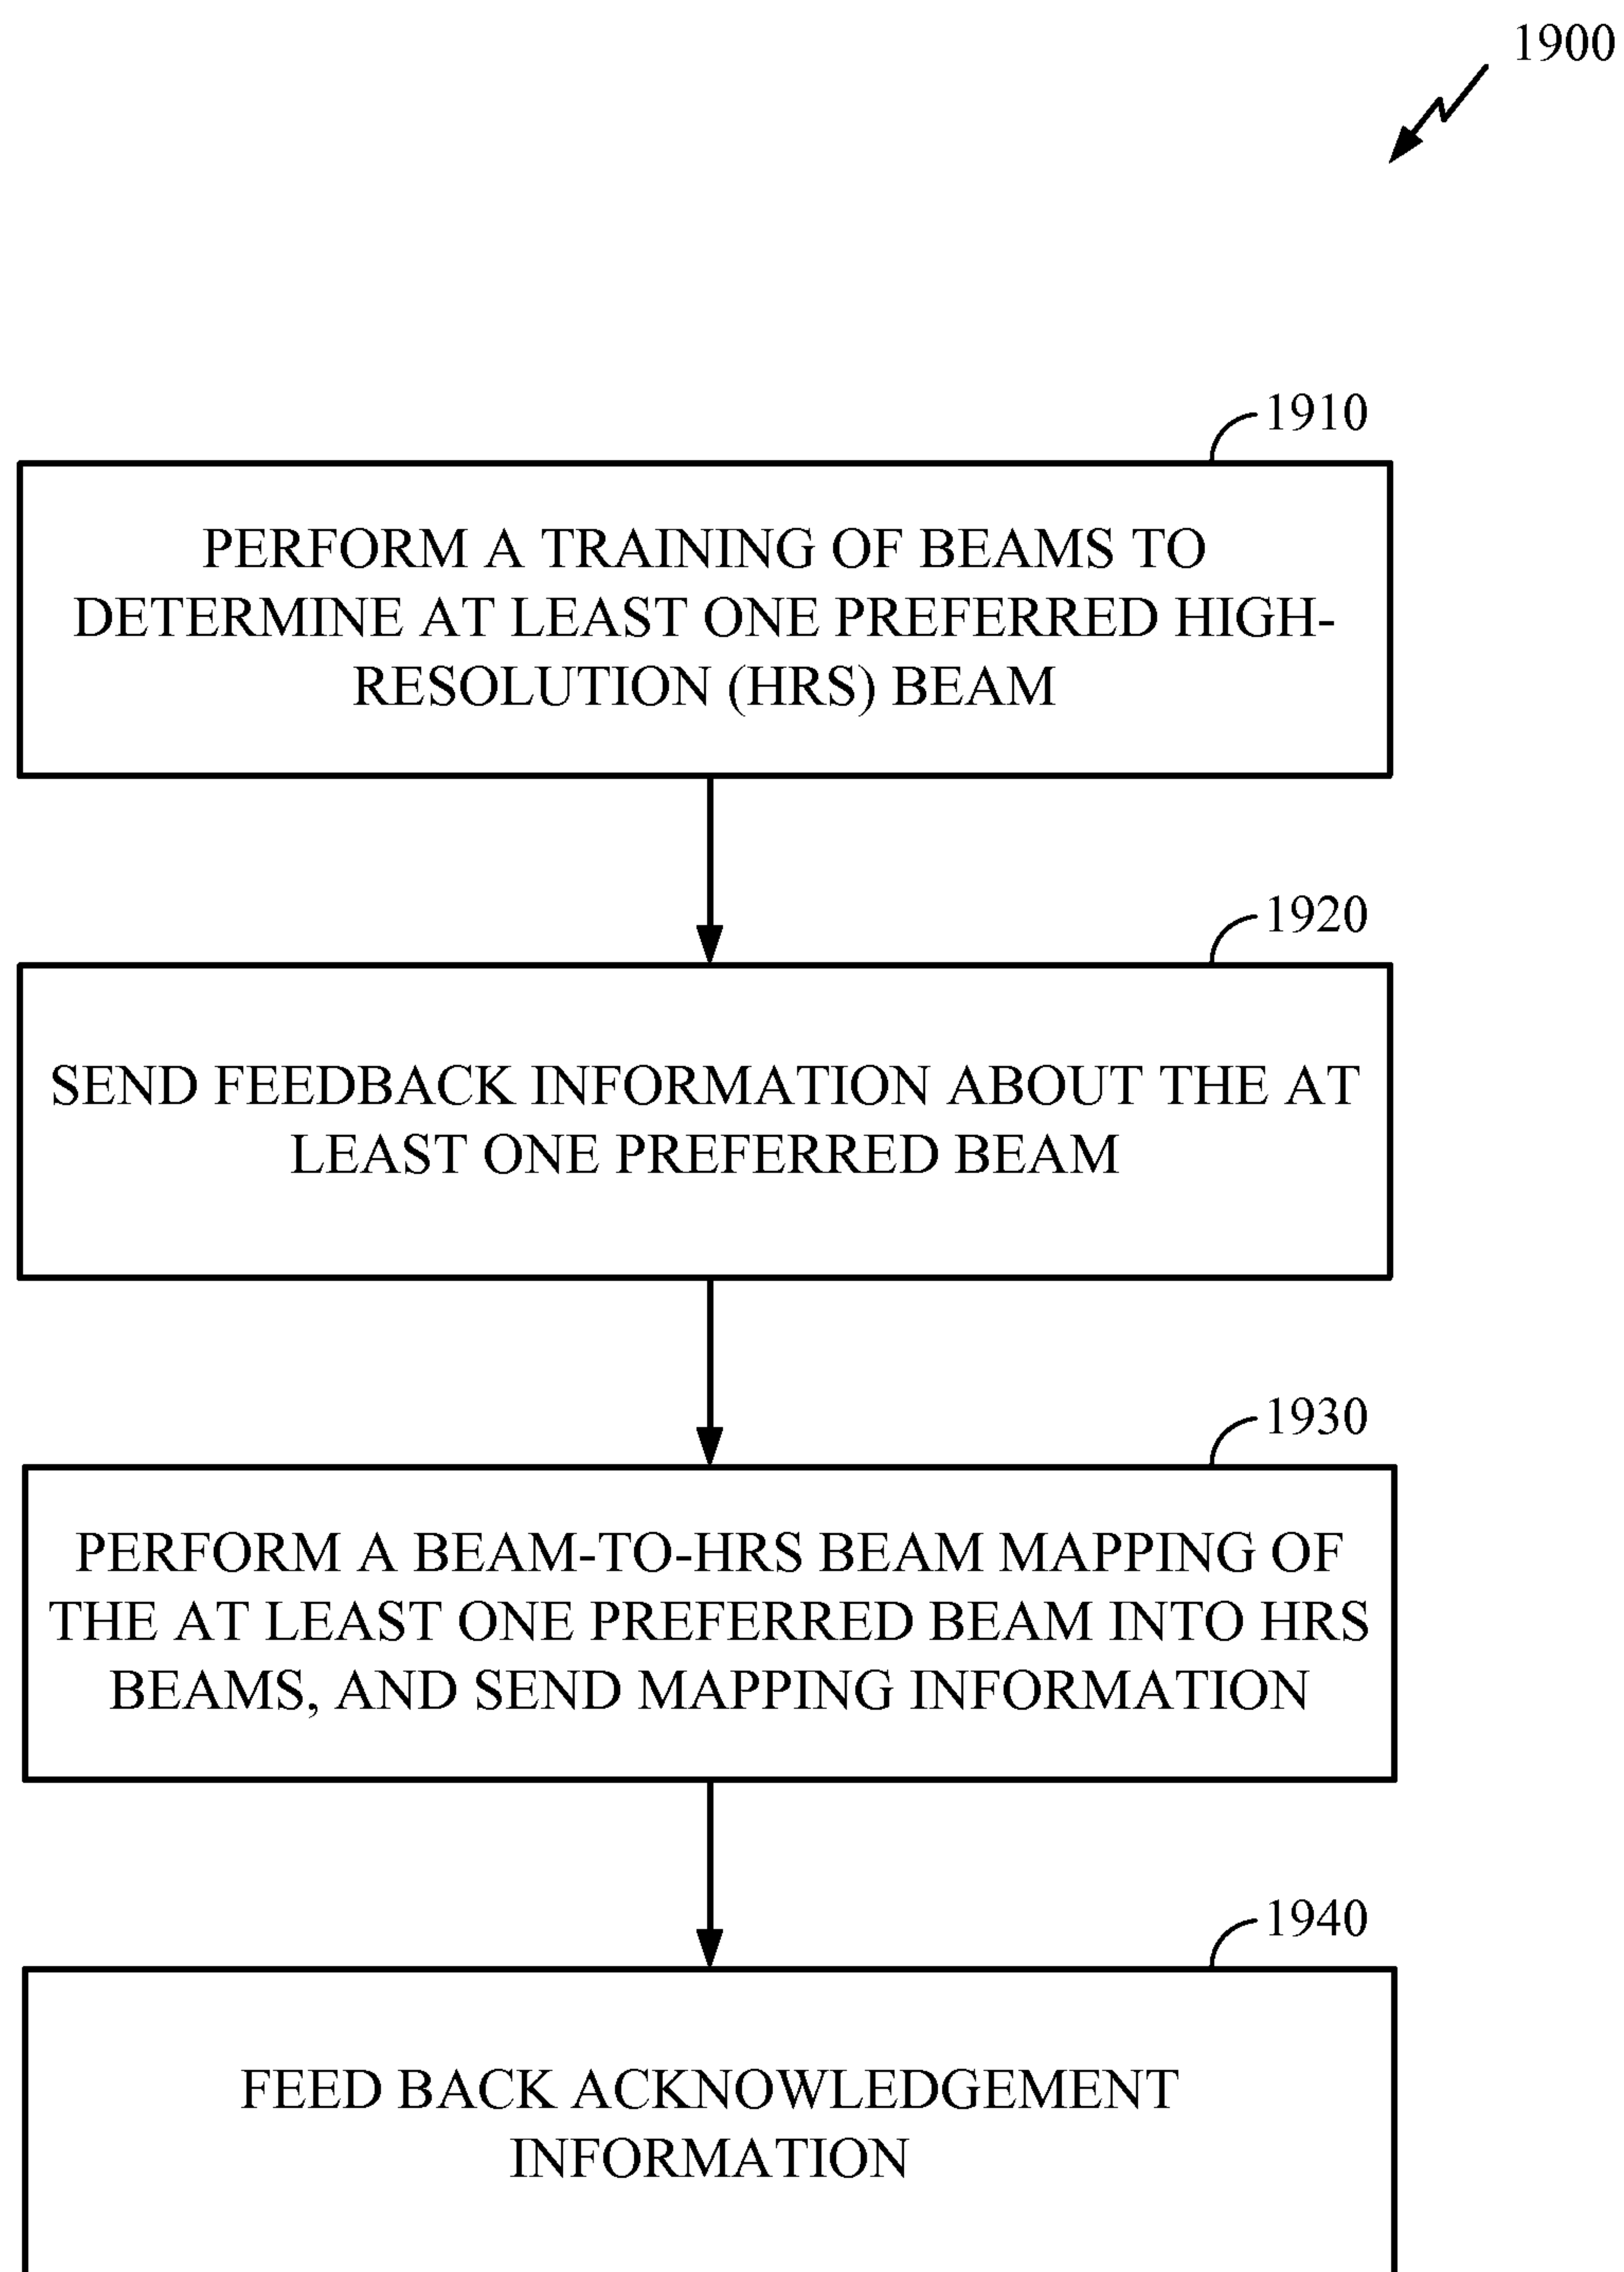 1900
1910
PERFORM A TRAINING OF BEAMS TO
DETERMINE AT LEAST ONE PREFERRED HIGH-
RESOLUTION (HRS) BEAM
1920
SEND FEEDBACK INFORMATION ABOUT THE AT
LEAST ONE PREFERRED BEAM
1930
PERFORM A BEAM-TO-HRS BEAM MAPPING OF
THE AT LEAST ONE PREFERRED BEAM INTO HRS
BEAMS, AND SEND MAPPING INFORMATION
1940
FEED BACK ACKNOWLEDGEMENT
INFORMATION